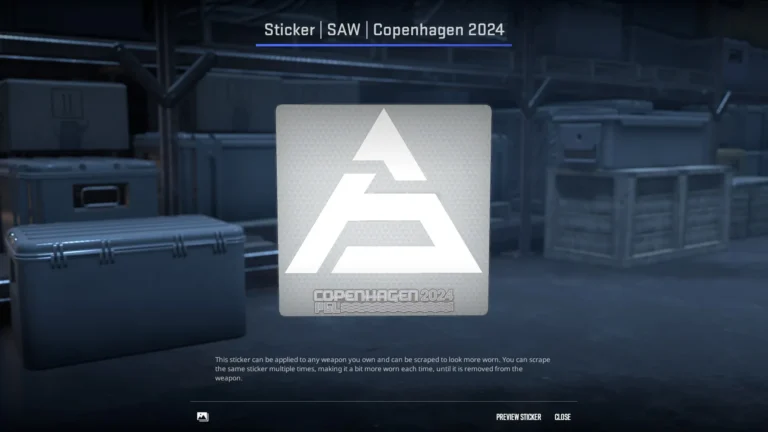 Sticker | SAW | Copenhagen 2024
COPENHAGEN 2024
PGL
This sticker can be applied to any weapon you own and can be scraped to look more worn. You can scrape
the same sticker multiple times, making it a bit more worn each time, until it is removed from the
weapon.
PREVIEW STICKER CLOSE